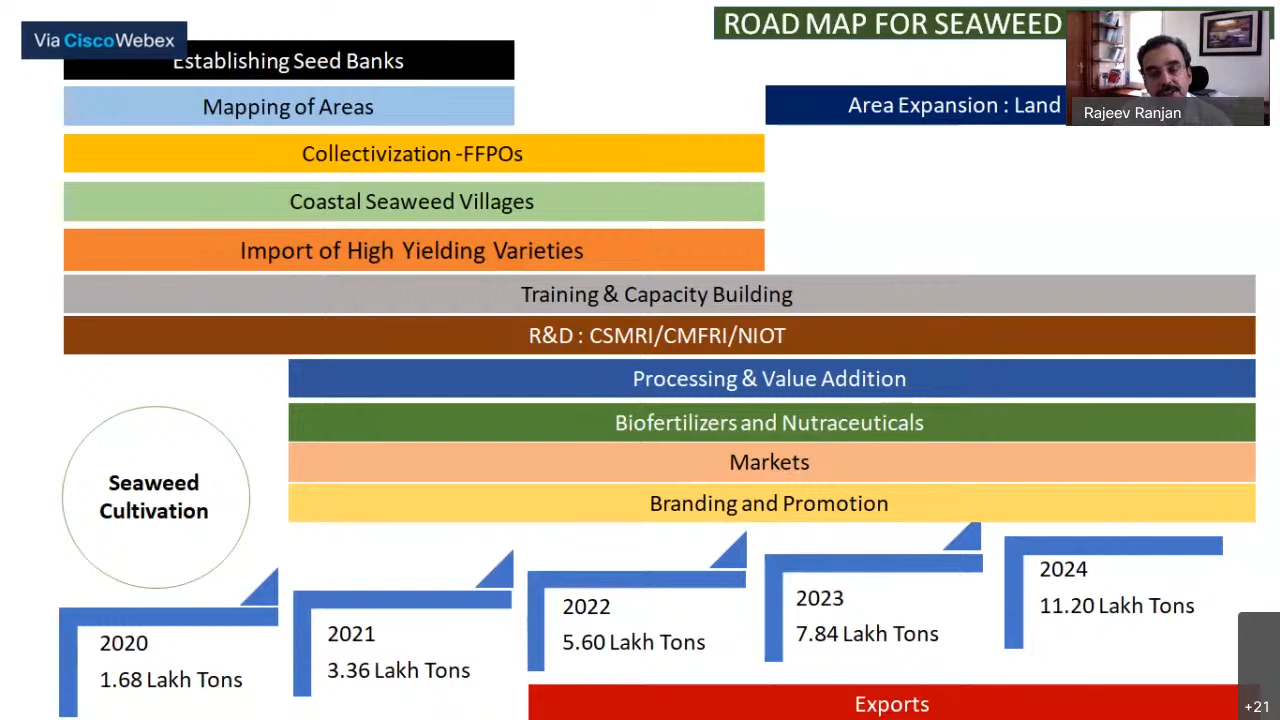 Via CiscoWebex
ROAD MAP FOR SEAWEED
Establishing Seed Banks
Mapping of Areas
Area Expansion : Land
Rajeev Ranjan
Collectivization -FFPOs
Coastal Seaweed Villages
Import of High Yielding Varieties
Training & Capacity Building
R&D : CSMRI/CMFRI/NIOT
Processing & Value Addition
Biofertilizers and Nutraceuticals
Markets
Branding and Promotion
Seaweed
Cultivation
2020
1.68 Lakh Tons
2021
3.36 Lakh Tons
2022
5.60 Lakh Tons
2023
7.84 Lakh Tons
2024
11.20 Lakh Tons
Exports
+21